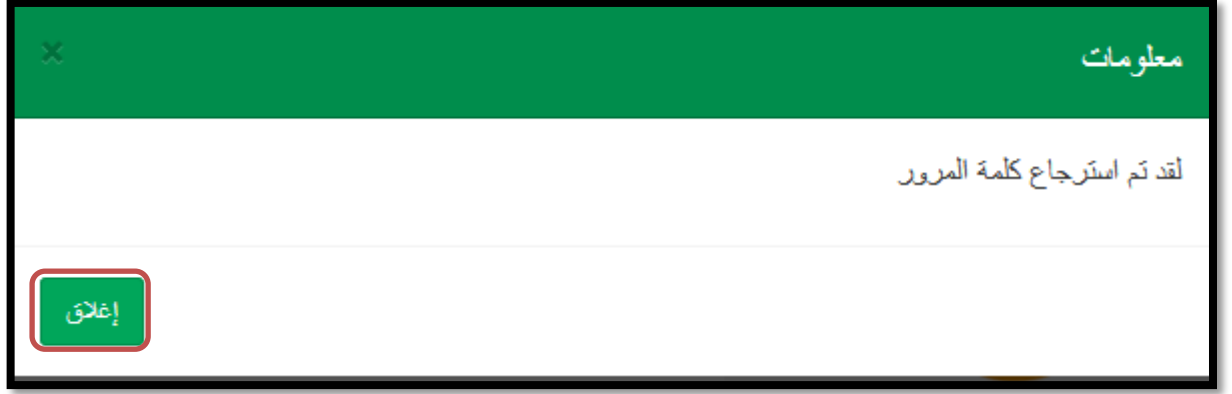 معلومات
لقد تم استرجاع كلمة المرور
إغلاق